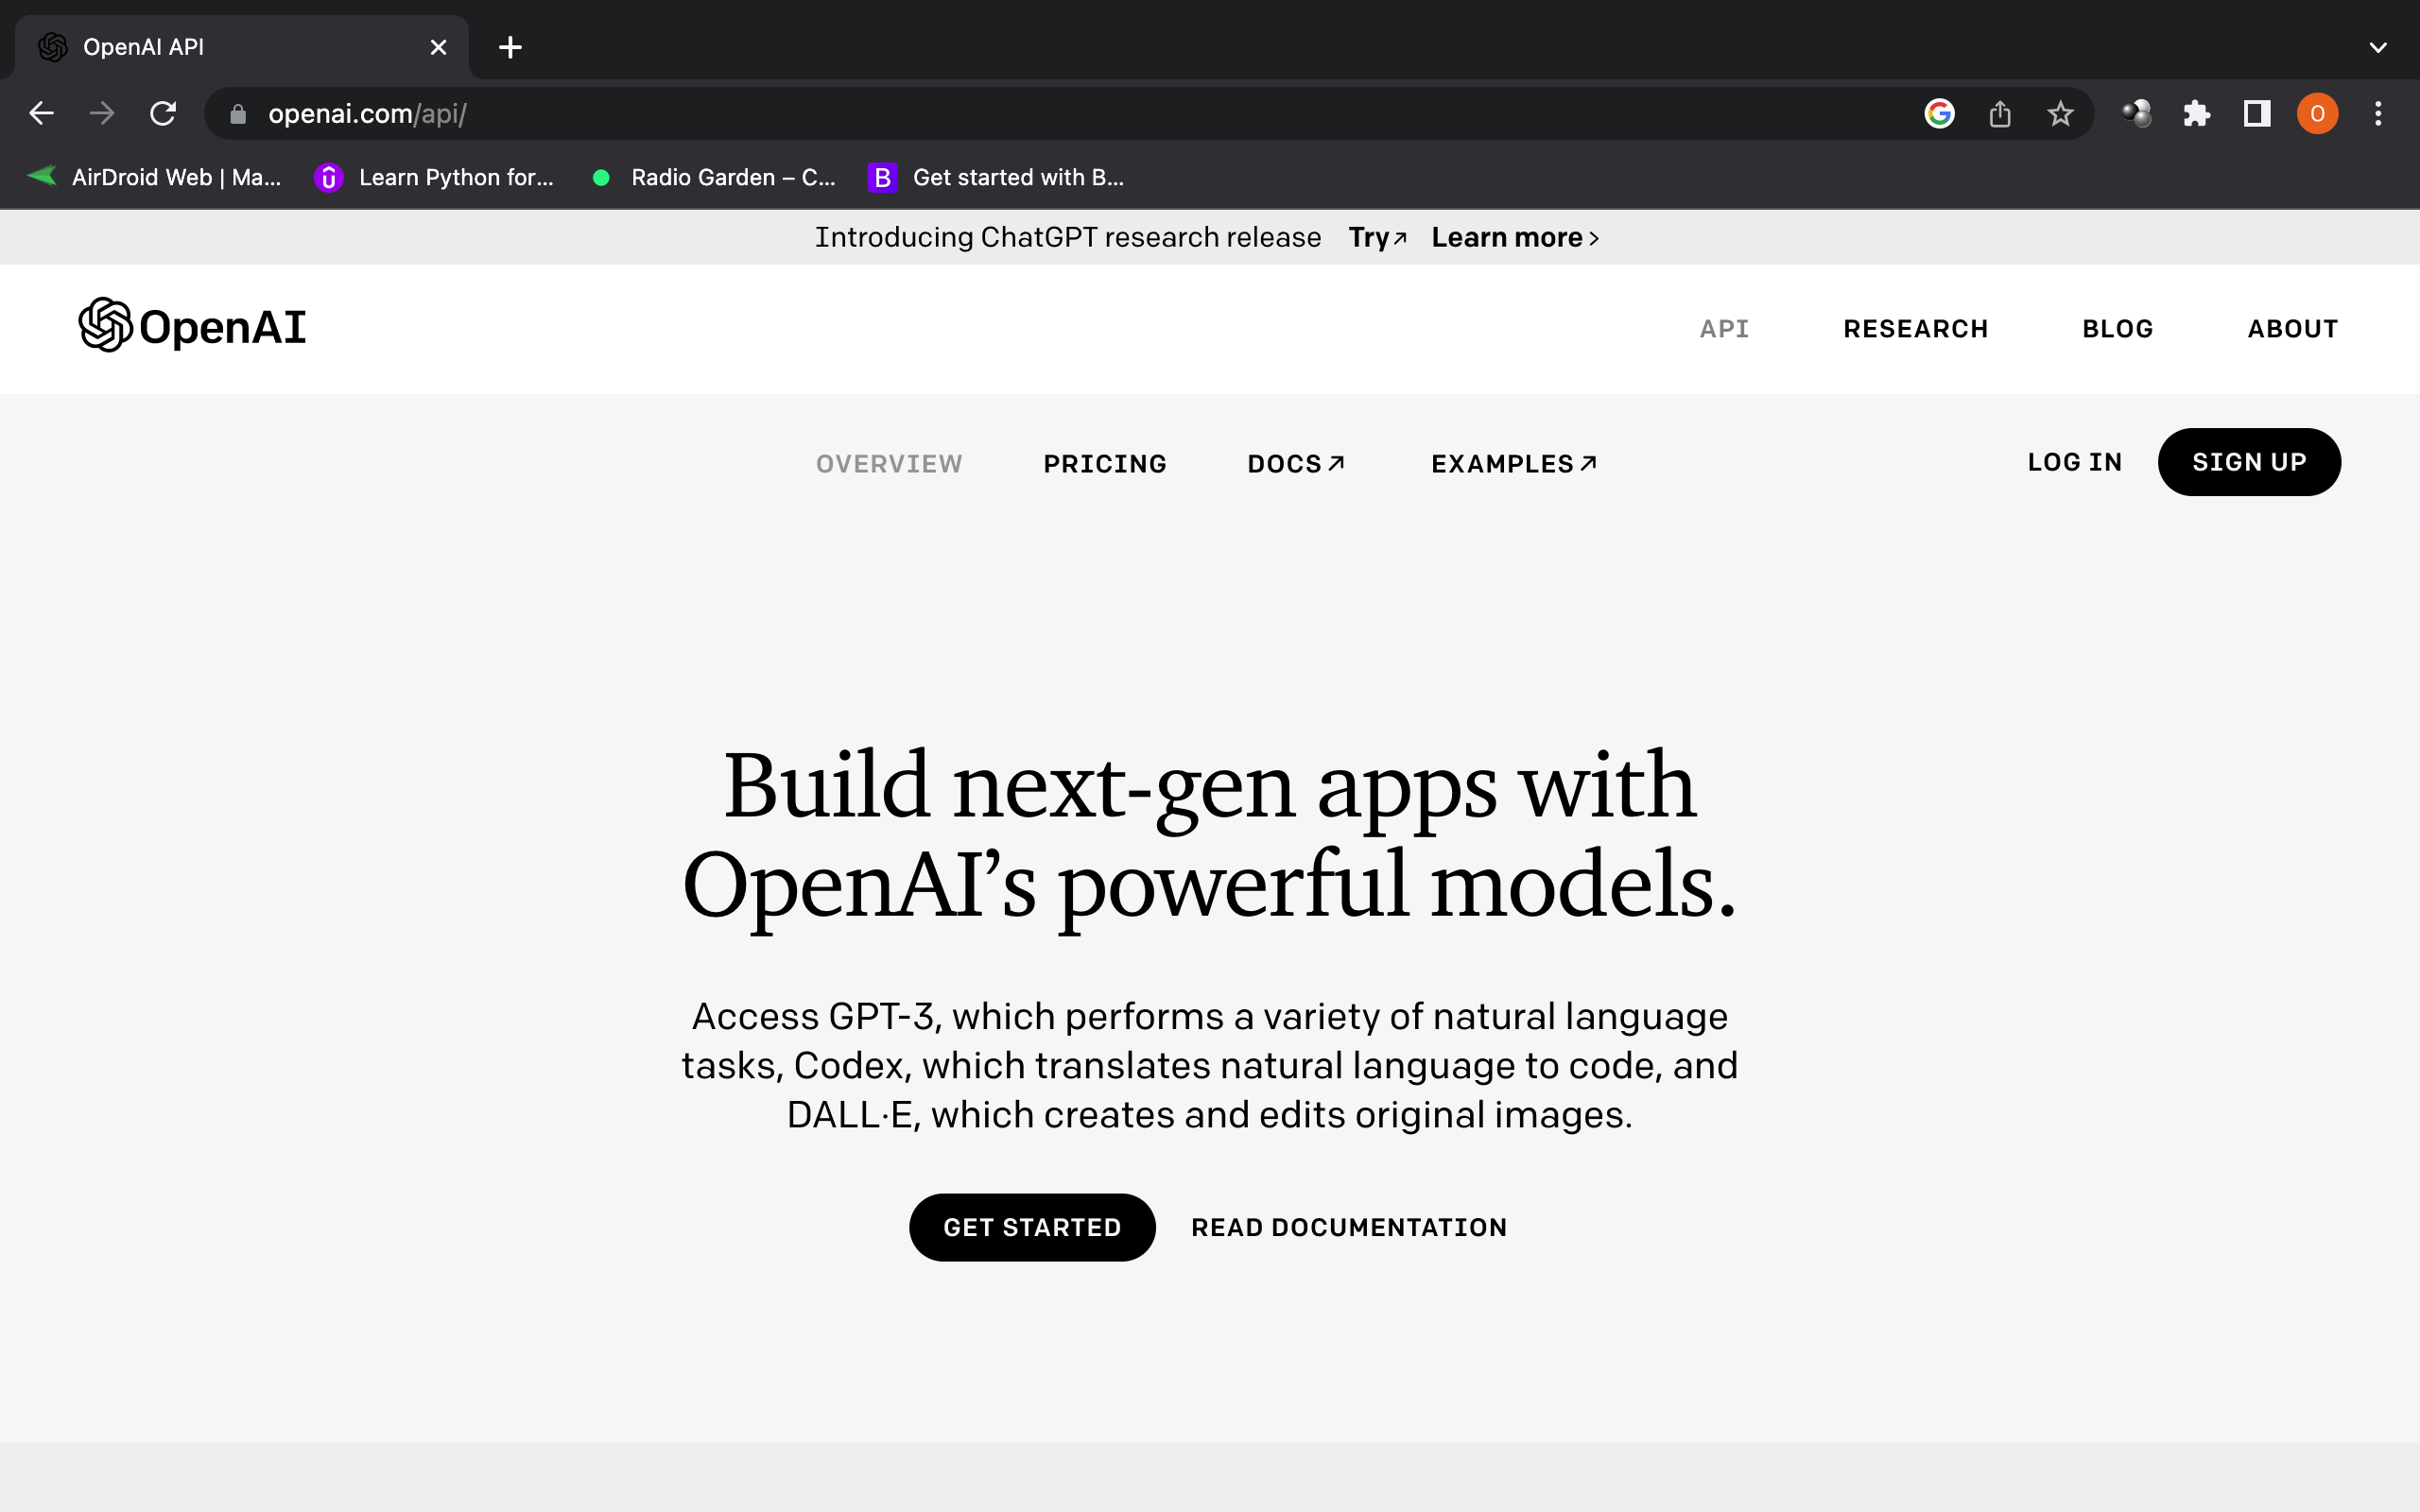 OpenAI API
openai.com/api/
O
AirDroid Web | Ma... Learn Python for... Radio Garden – C... B Get started with B...
Introducing ChatGPT research release Try↗ Learn more >
OpenAI API RESEARCH BLOG ABOUT
OVERVIEW PRICING DOCS↗ EXAMPLES↗ LOG IN SIGN UP
Build next-gen apps with
OpenAI’s powerful models.
Access GPT-3, which performs a variety of natural language
tasks, Codex, which translates natural language to code, and
DALL·E, which creates and edits original images.
GET STARTED READ DOCUMENTATION